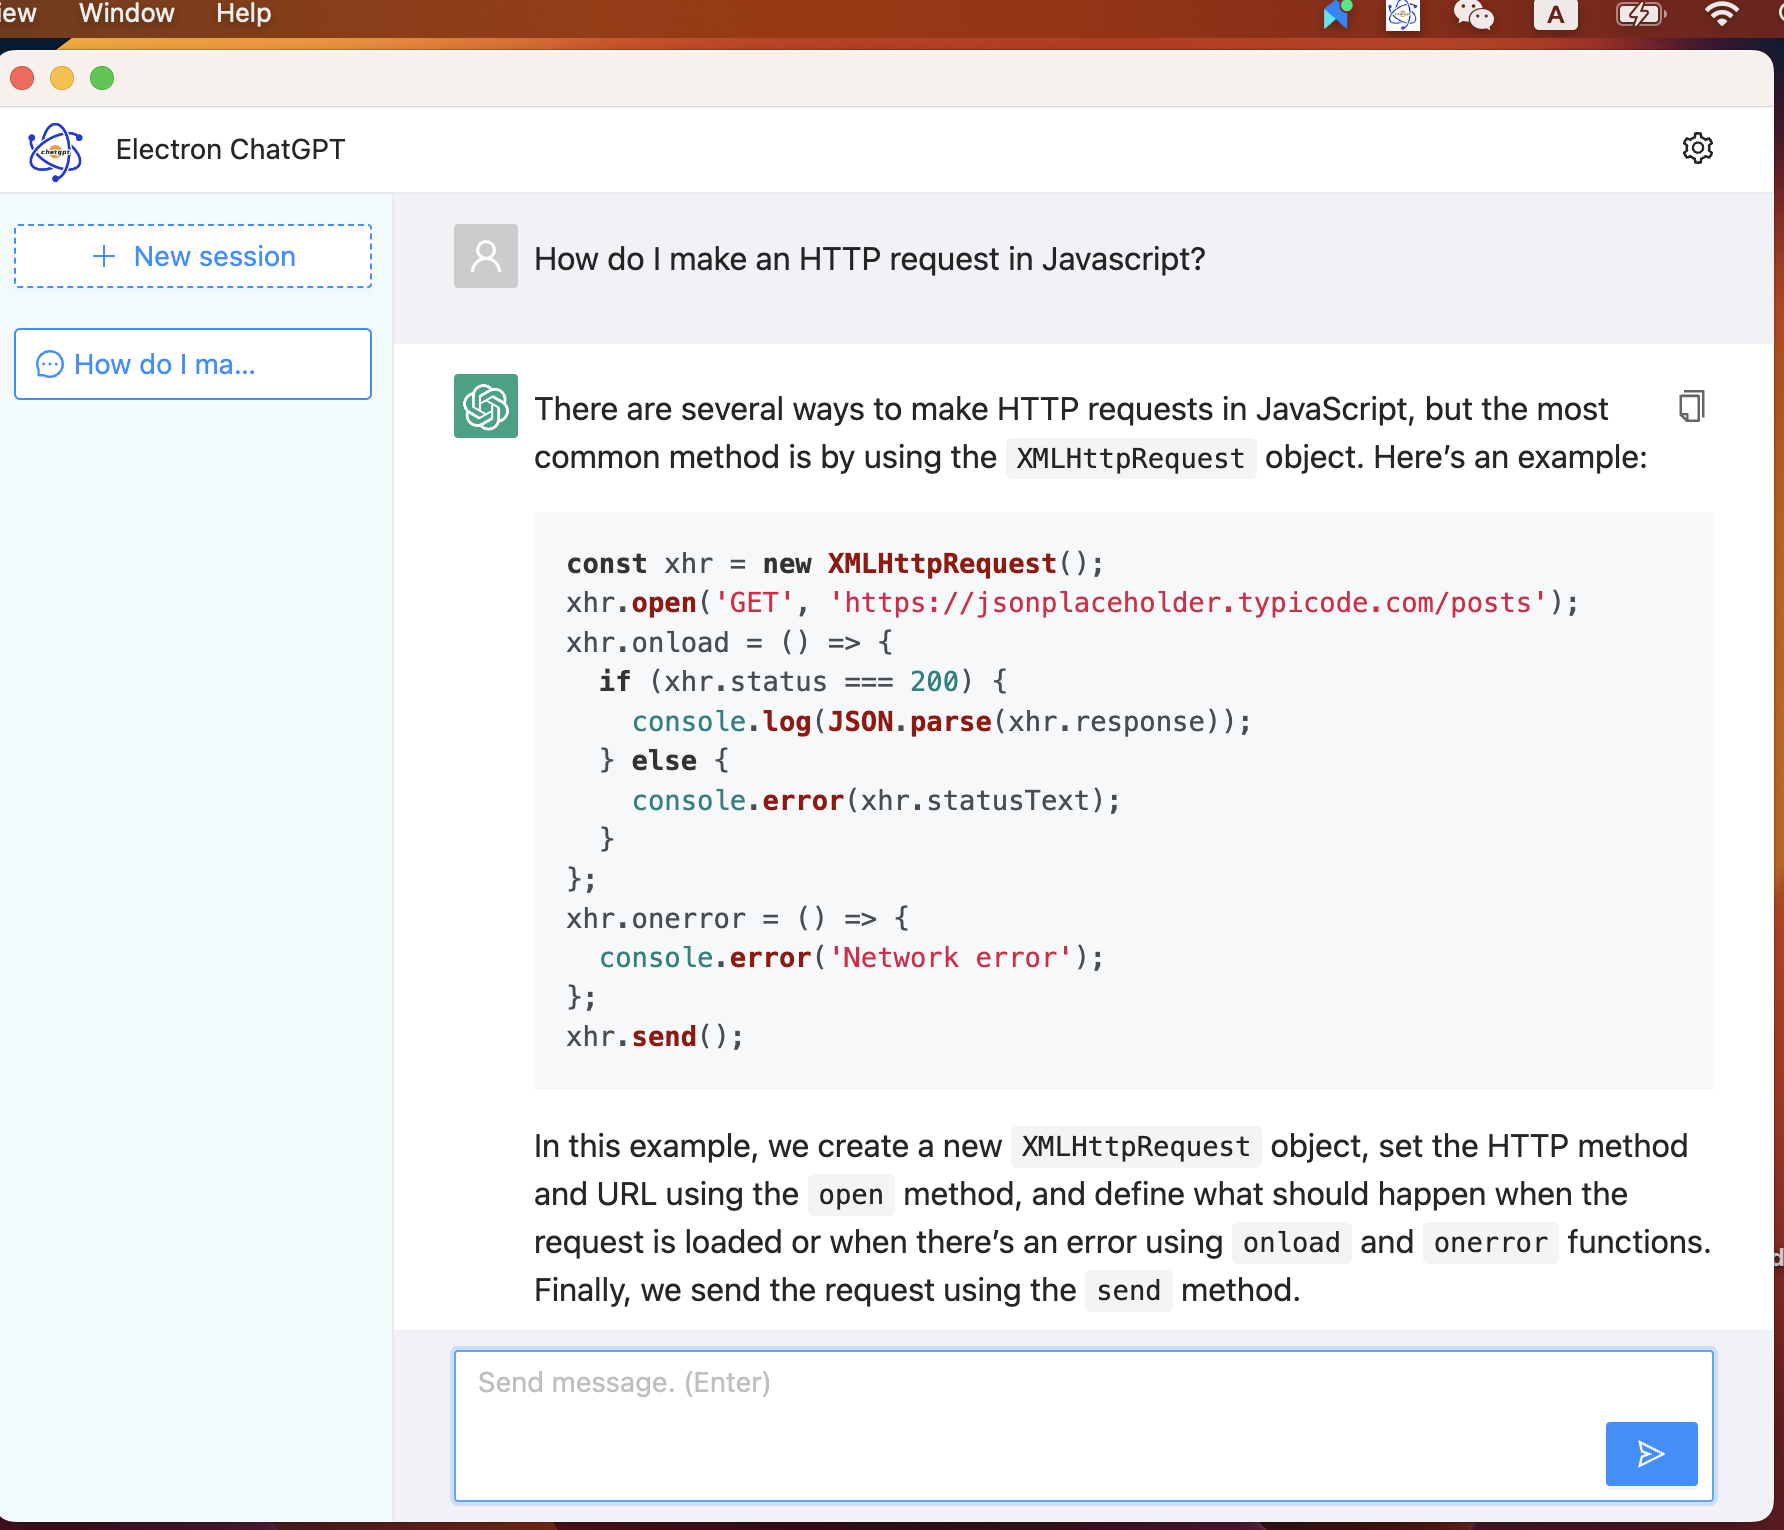 iew Window Help
A
chatgpt
Electron ChatGPT
New session
How do I ma...
How do I make an HTTP request in Javascript?
There are several ways to make HTTP requests in JavaScript, but the most
common method is by using the XMLHttpRequest object. Here’s an example:
const xhr = new XMLHttpRequest();
xhr.open('GET', 'https://jsonplaceholder.typicode.com/posts');
xhr.onload = () => {
  if (xhr.status === 200) {
    console.log(JSON.parse(xhr.response));
  } else {
    console.error(xhr.statusText);
  }
};
xhr.onerror = () => {
  console.error('Network error');
};
xhr.send();
In this example, we create a new XMLHttpRequest object, set the HTTP method
and URL using the open method, and define what should happen when the
request is loaded or when there’s an error using onload and onerror functions.
Finally, we send the request using the send method.
Send message. (Enter)